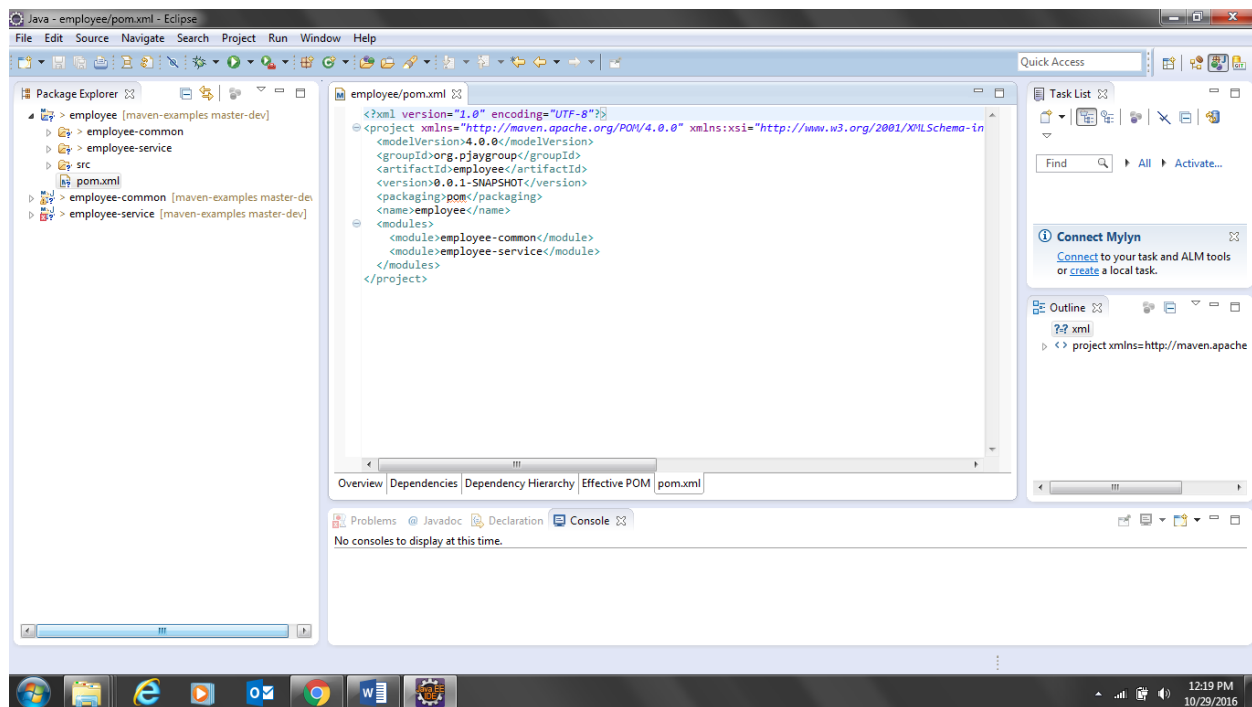 Java - employee/pom.xml - Eclipse
File Edit Source Navigate Search Project Run Window Help
Quick Access
Package Explorer
> employee [maven-examples master-dev]
> employee-common
> employee-service
src
pom.xml
> employee-common [maven-examples master-dev
> employee-service [maven-examples master-dev]
employee/pom.xml
<?xml version="1.0" encoding="UTF-8"?>
<project xmlns="http://maven.apache.org/POM/4.0.0" xmlns:xsi="http://www.w3.org/2001/XMLSchema-in
<modelVersion>4.0.0</modelVersion>
<groupId>org.pjaygroup</groupId>
<artifactId>employee</artifactId>
<version>0.0.1-SNAPSHOT</version>
<packaging>pom</packaging>
<name>employee</name>
<modules>
<module>employee-common</module>
<module>employee-service</module>
</modules>
</project>
Overview Dependencies Dependency Hierarchy Effective POM pom.xml
Task List
Find All Activate...
Connect Mylyn
Connect to your task and ALM tools
or create a local task.
Outline
?=? xml
<> project xmlns=http://maven.apache
Problems @ Javadoc Declaration Console
No consoles to display at this time.
Java EE
IDE
12:19 PM
10/29/2016